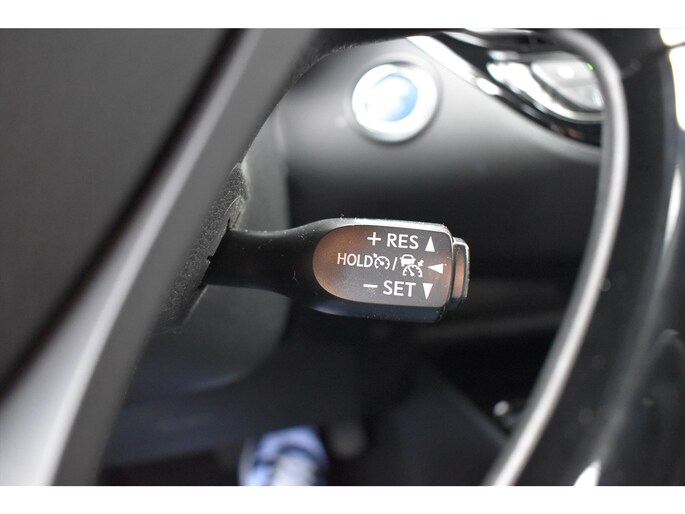 + RES ▲
HOLD / ◀
− SET ▼